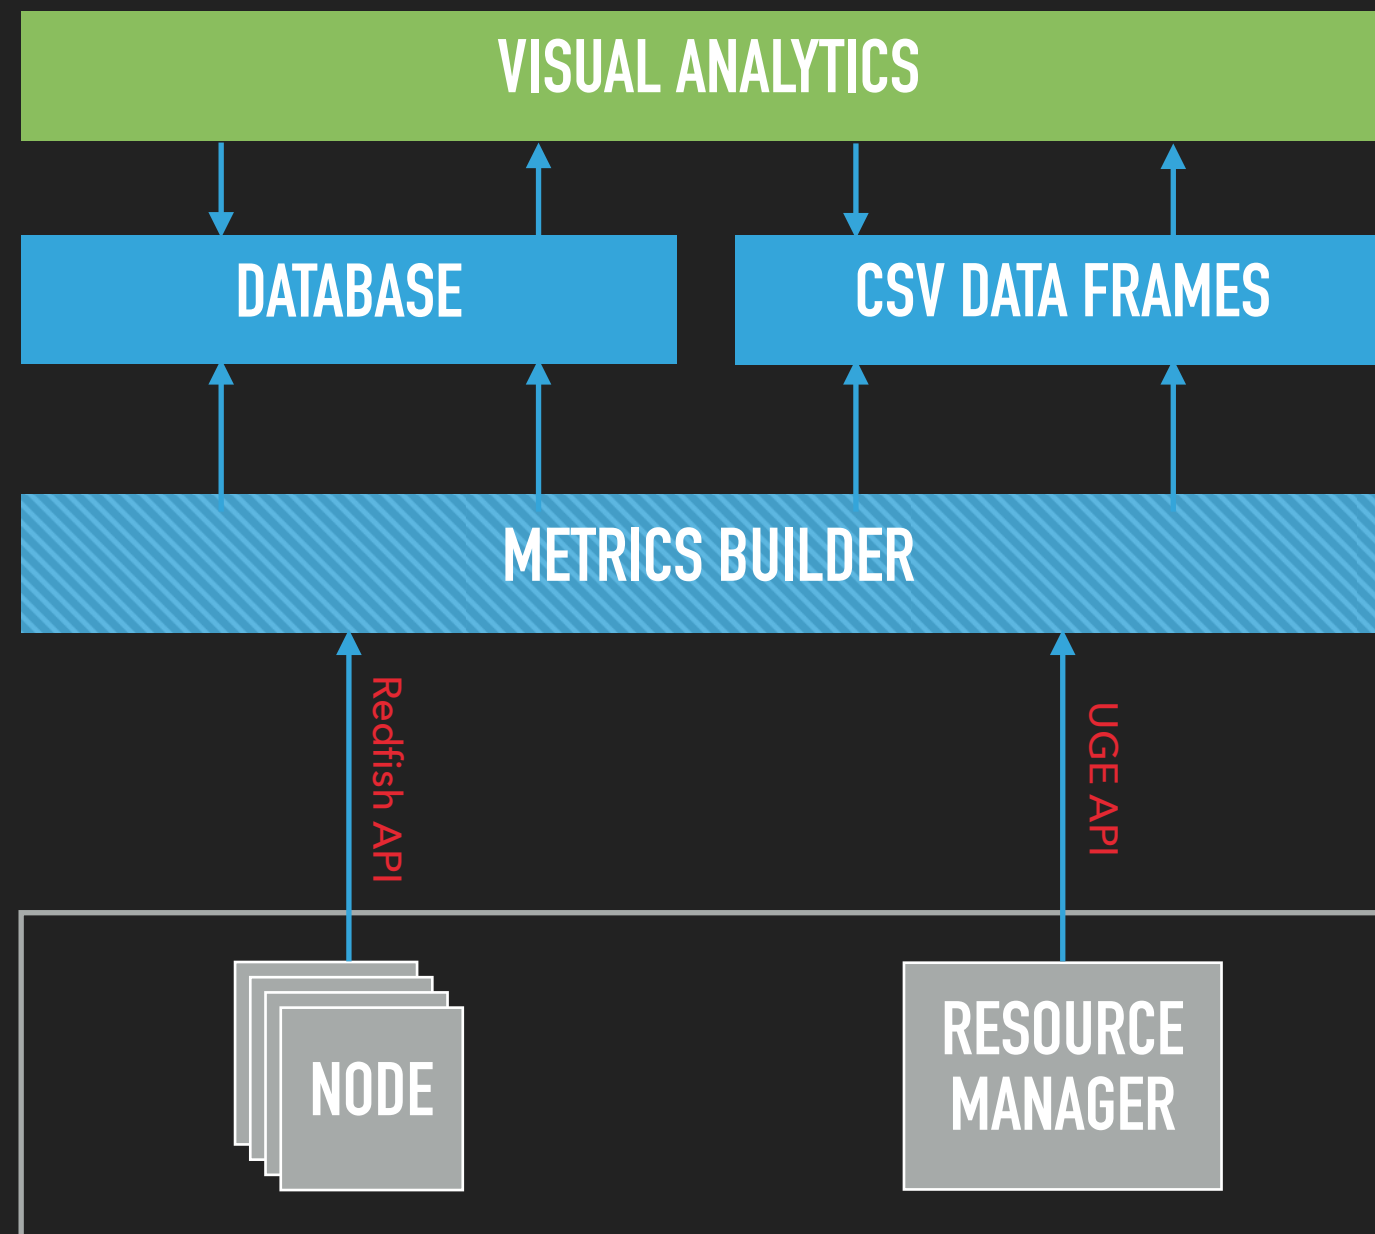 VISUAL ANALYTICS
DATABASE
CSV DATA FRAMES
METRICS BUILDER
Redfish API
UGE API
NODE
RESOURCE
MANAGER